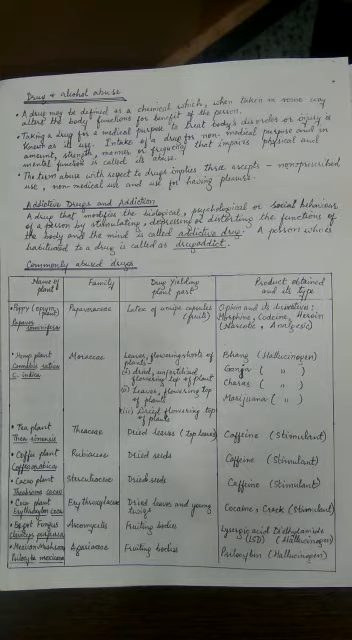 Drug & alcohol abuse
• A drug may be defined as a chemical which, when taken in some way
alters the body functions for benefit of the person.
• Taking a drug for a medical purpose to treat body's disorder or injury is
known as its use. Intake of a drug for non-medical purpose and in
amount, strength, manner or frequency that impairs physical and
mental function is called its abuse.
• The term abuse with respect to drugs implies three aspects - nonprescribed
use, non-medical use and use for having pleasure.
Addictive Drugs and Addiction
A drug that modifies the biological, psychological or social behaviour
of a person by stimulating, depressing or distorting the functions of
the body and the mind is called addictive drug. A person who is
habituated to a drug is called as drug addict.
Commonly abused drugs
Name of plant Family Drug Yielding plant part Product obtained and its type
• Poppy (opium) plant Papaver somniferum Papaveraceae Latex of unripe capsules (fruits) Opium and its derivative: Morphine, Codeine, Heroin (Narcotic, Analgesic)
• Hemp plant Cannabis sativa C. indica Moraceae Leaves, flowering shoots of plants Bhang (Hallucinogen)
(i) dried, unfertilised flowering top of plant Ganja ( " )
(ii) Leaves, flowering top of plants Charas ( " )
(iii) Dried flowering top of plants Marijuana ( " )
• Tea plant Thea sinensis Theaceae Dried leaves (top leaves) Caffeine (Stimulant)
• Coffee plant Coffea arabica Rubiaceae Dried seeds Caffeine (Stimulant)
• Cacao plant Theobroma cacao Sterculiaceae Dried seeds Caffeine (Stimulant)
• Coca plant Erythroxylon coca Erythroxylaceae Dried leaves and young twigs Cocaine, Crack (Stimulant)
• Ergot Fungus Claviceps purpurea Ascomycetes Fruiting bodies Lysergic acid Diethylamide (LSD) (Hallucinogen)
• Mexican Mushroom Psilocybe mexicana Agaricaceae Fruiting bodies Psilocybin (Hallucinogen)